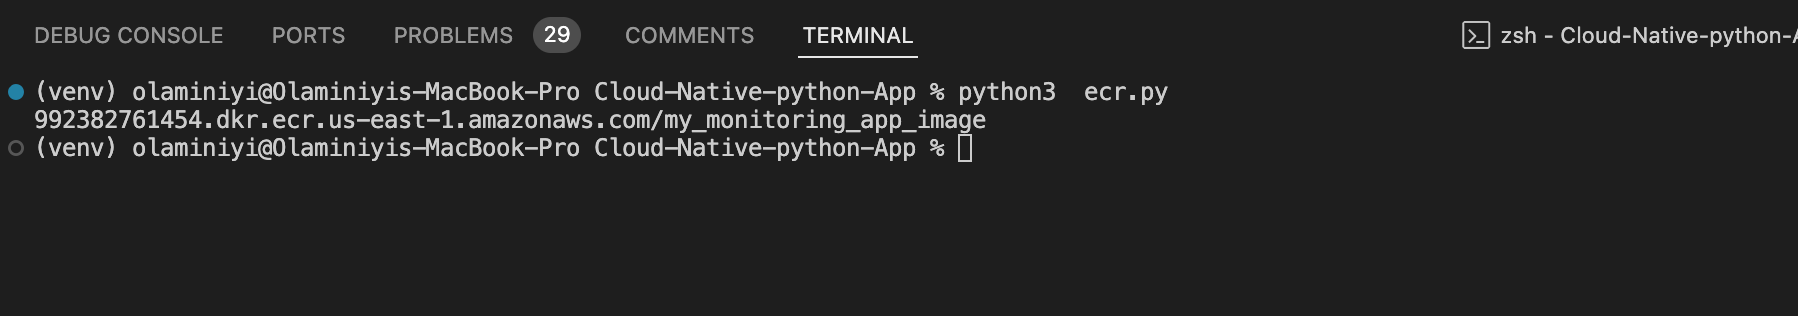 DEBUG CONSOLE PORTS PROBLEMS 29 COMMENTS TERMINAL zsh - Cloud-Native-python-
(venv) olaminiyi@Olaminiyis-MacBook-Pro Cloud-Native-python-App % python3  ecr.py
992382761454.dkr.ecr.us-east-1.amazonaws.com/my_monitoring_app_image
(venv) olaminiyi@Olaminiyis-MacBook-Pro Cloud-Native-python-App %